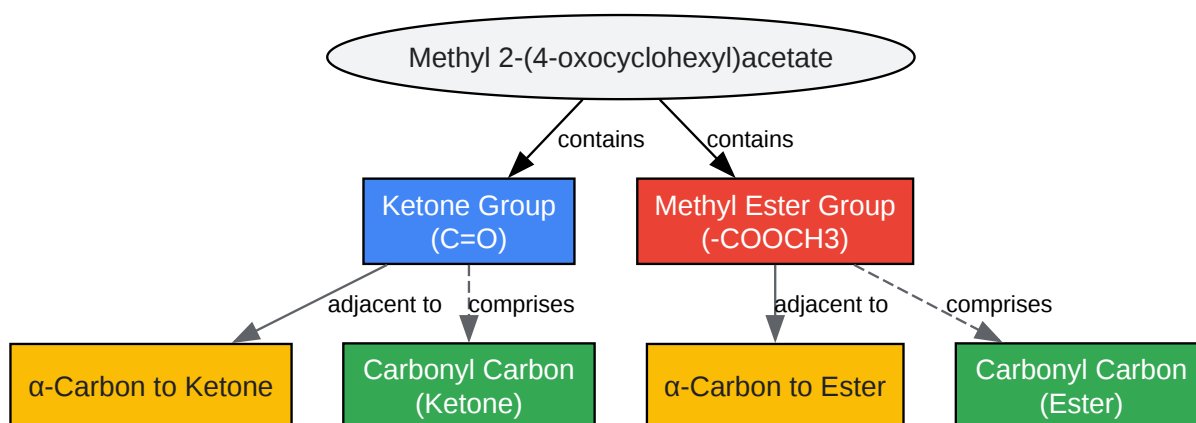 Methyl 2-(4-oxocyclohexyl)acetate
contains
contains
Ketone Group
(C=O)
Methyl Ester Group
(-COOCH3)
adjacent to
comprises
adjacent to
comprises
α-Carbon to Ketone
Carbonyl Carbon
(Ketone)
α-Carbon to Ester
Carbonyl Carbon
(Ester)